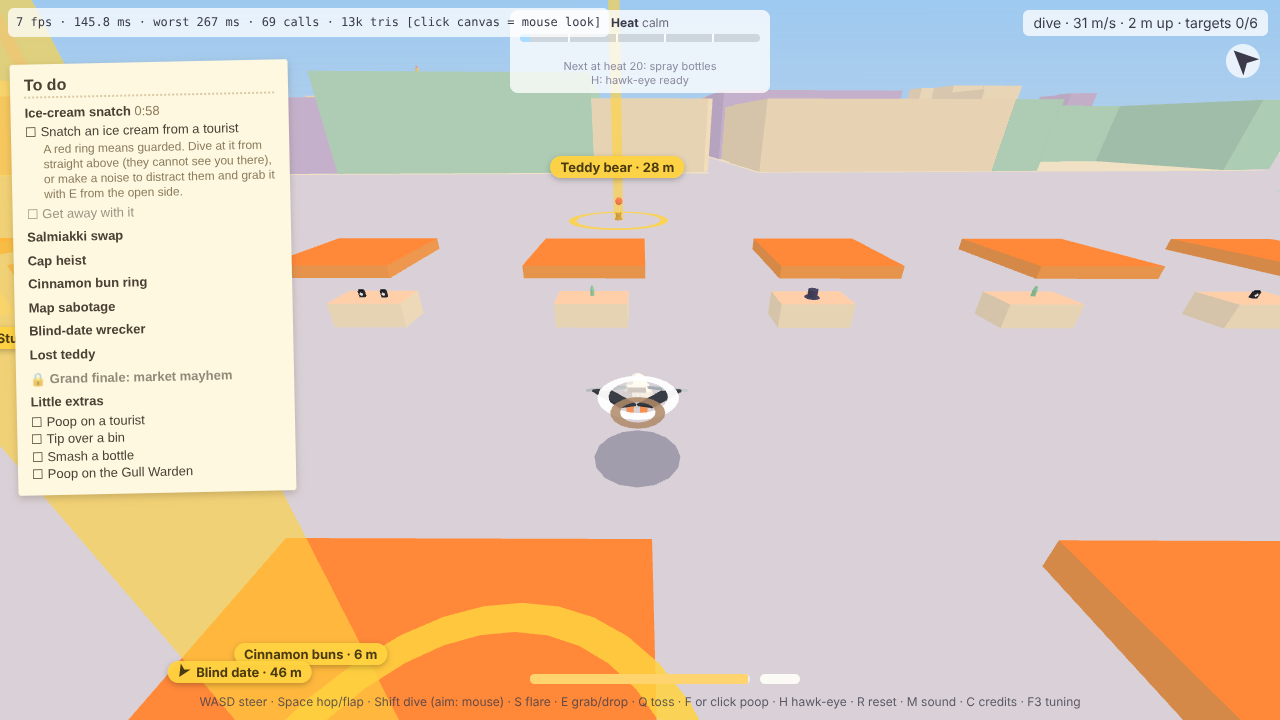 7 fps · 145.8 ms · worst 267 ms · 69 calls · 13k tris [click canvas = mouse look]
Heat calm
Next at heat 20: spray bottles
H: hawk-eye ready
dive · 31 m/s · 2 m up · targets 0/6
To do
Ice-cream snatch 0:58
☐ Snatch an ice cream from a tourist
A red ring means guarded. Dive at it from
straight above (they cannot see you there),
or make a noise to distract them and grab it
with E from the open side.
☐ Get away with it
Salmiakki swap
Cap heist
Cinnamon bun ring
Map sabotage
Blind-date wrecker
Lost teddy
🔒 Grand finale: market mayhem
Little extras
☐ Poop on a tourist
☐ Tip over a bin
☐ Smash a bottle
☐ Poop on the Gull Warden
Teddy bear · 28 m
Cinnamon buns · 6 m
Blind date · 46 m
WASD steer · Space hop/flap · Shift dive (aim: mouse) · S flare · E grab/drop · Q toss · F or click poop · H hawk-eye · R reset · M sound · C credits · F3 tuning